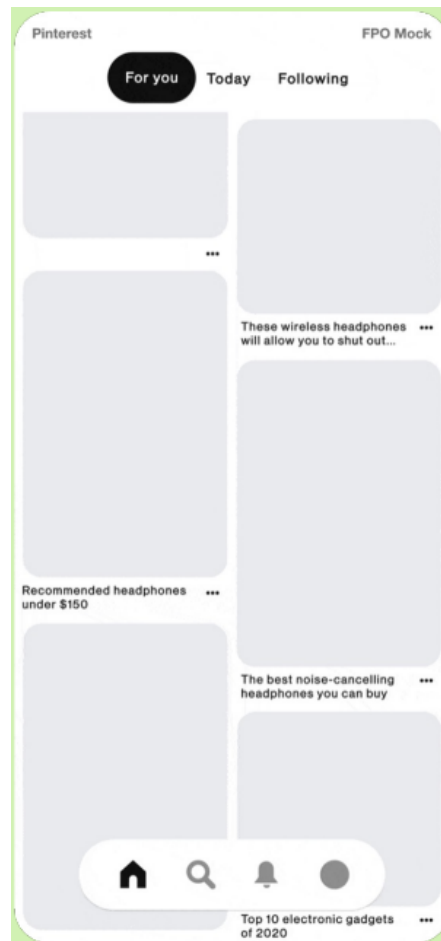 Pinterest
FPO Mock
For you
Today
Following
These wireless headphones
will allow you to shut out...
Recommended headphones
under $150
The best noise-cancelling
headphones you can buy
Top 10 electronic gadgets
of 2020